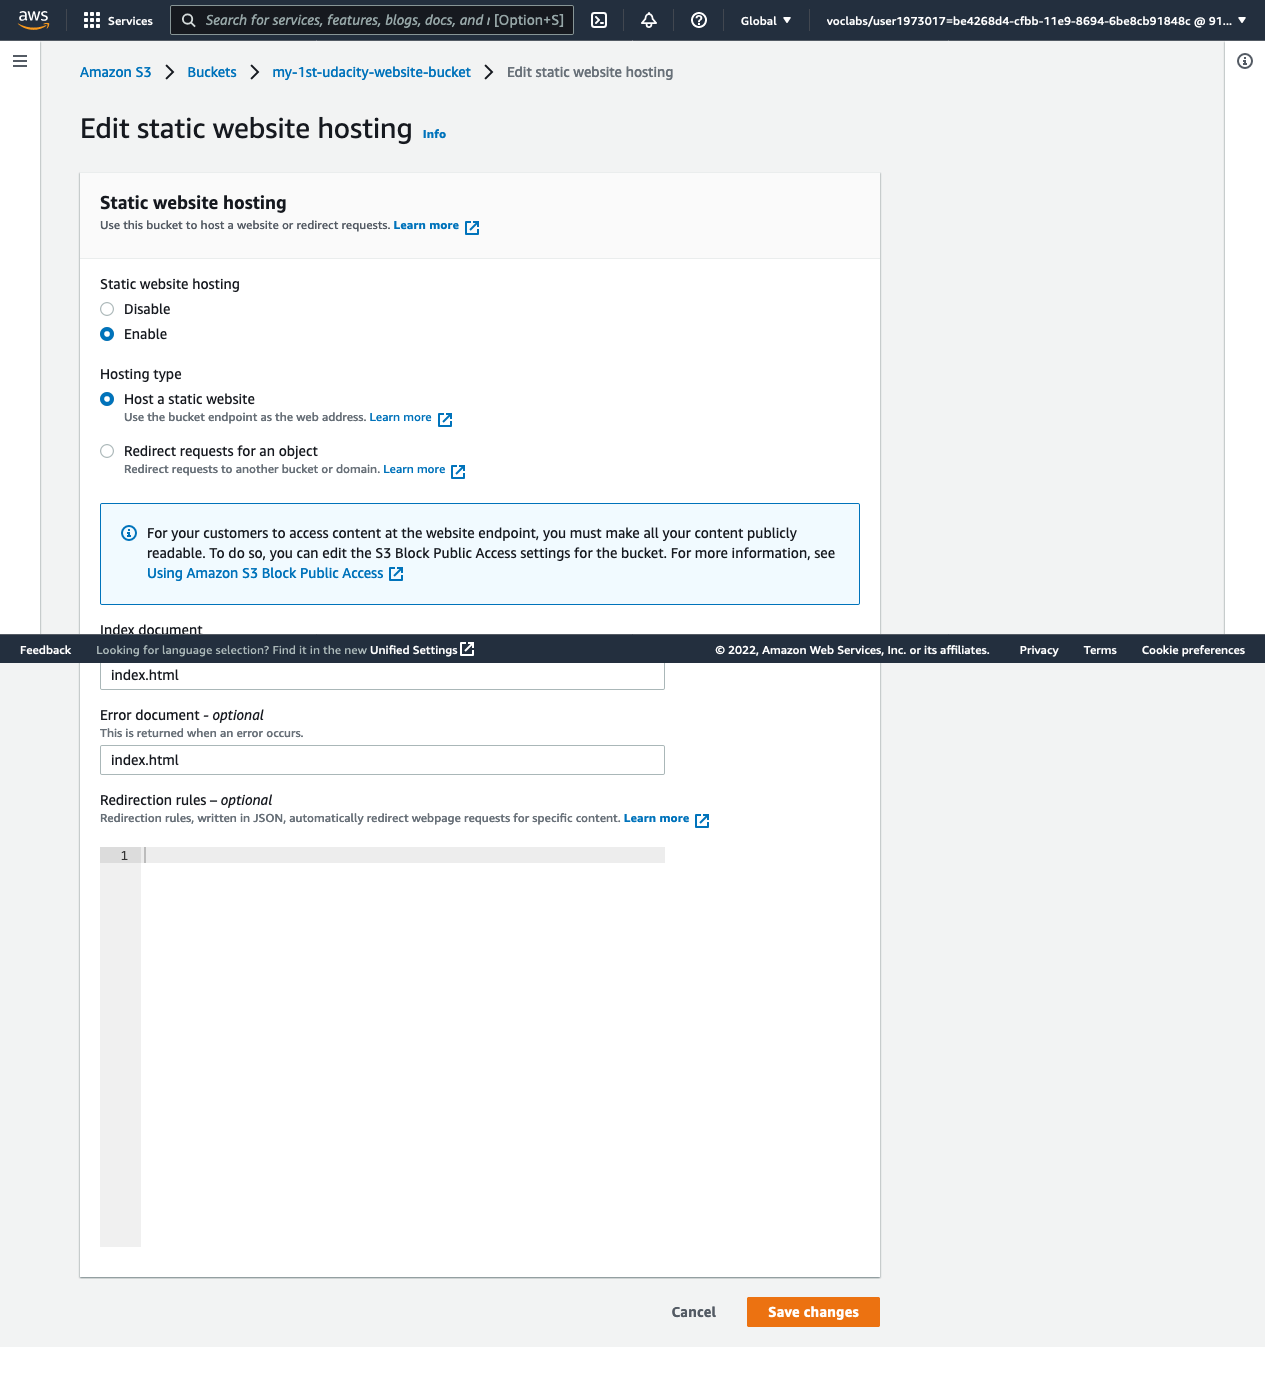 aws Services Search for services, features, blogs, docs, and r [Option+S] Global voclabs/user1973017=be4268d4-cfbb-11e9-8694-6be8cb91848c @ 91...
Amazon S3 Buckets my-1st-udacity-website-bucket Edit static website hosting
Edit static website hosting Info
Static website hosting
Use this bucket to host a website or redirect requests. Learn more
Static website hosting
Disable
Enable
Hosting type
Host a static website
Use the bucket endpoint as the web address. Learn more
Redirect requests for an object
Redirect requests to another bucket or domain. Learn more
For your customers to access content at the website endpoint, you must make all your content publicly
readable. To do so, you can edit the S3 Block Public Access settings for the bucket. For more information, see
Using Amazon S3 Block Public Access
Index document
Feedback Looking for language selection? Find it in the new Unified Settings © 2022, Amazon Web Services, Inc. or its affiliates. Privacy Terms Cookie preferences
index.html
Error document - optional
This is returned when an error occurs.
index.html
Redirection rules – optional
Redirection rules, written in JSON, automatically redirect webpage requests for specific content. Learn more
1
Cancel Save changes